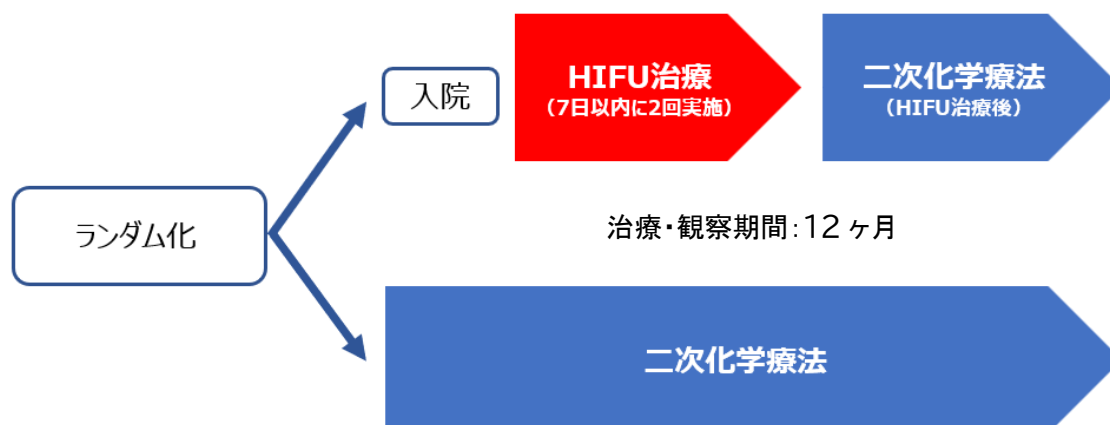 入院
HIFU治療
（7日以内に2回実施）
二次化学療法
（HIFU治療後）
ランダム化
治療・観察期間：12 ヶ月
二次化学療法